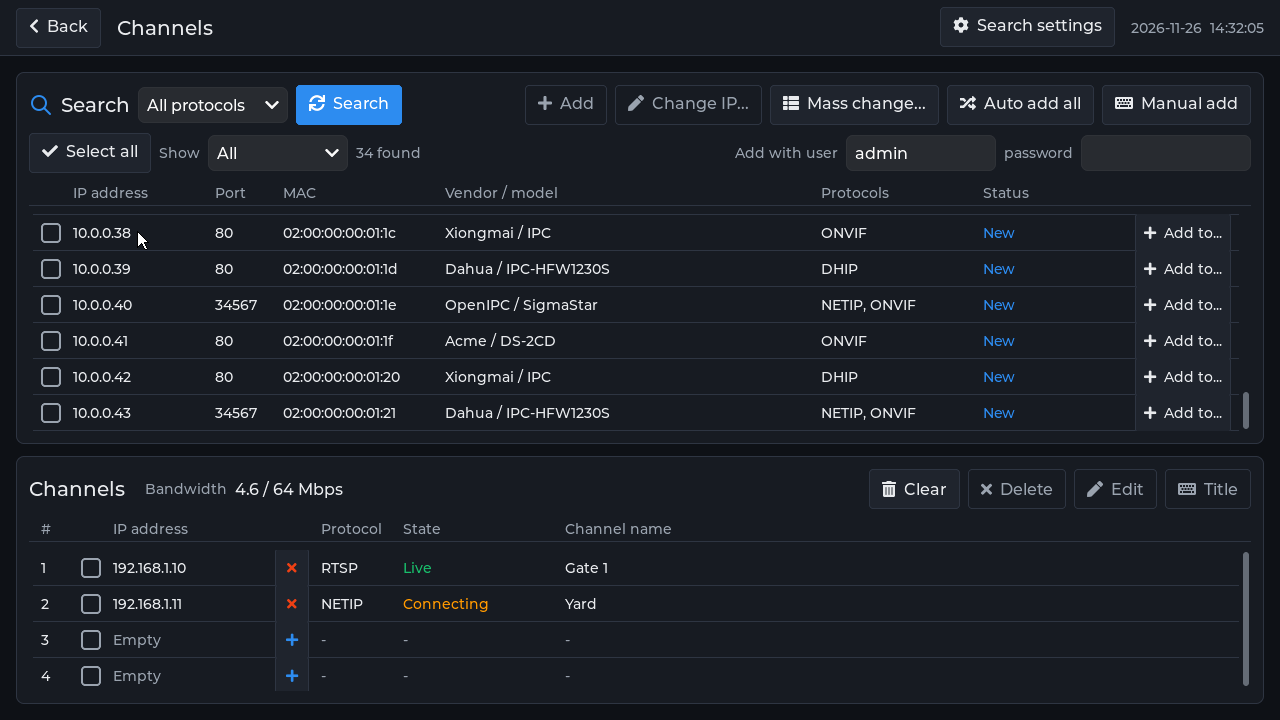 Back Channels Search settings 2026-11-26 14:32:05
Search All protocols Search Add Change IP... Mass change... Auto add all Manual add
Select all Show All 34 found Add with user admin password
IP address Port MAC Vendor / model Protocols Status
10.0.0.38 80 02:00:00:00:01:1c Xiongmai / IPC ONVIF New Add to...
10.0.0.39 80 02:00:00:00:01:1d Dahua / IPC-HFW1230S DHIP New Add to...
10.0.0.40 34567 02:00:00:00:01:1e OpenIPC / SigmaStar NETIP, ONVIF New Add to...
10.0.0.41 80 02:00:00:00:01:1f Acme / DS-2CD ONVIF New Add to...
10.0.0.42 80 02:00:00:00:01:20 Xiongmai / IPC DHIP New Add to...
10.0.0.43 34567 02:00:00:00:01:21 Dahua / IPC-HFW1230S NETIP, ONVIF New Add to...
Channels Bandwidth 4.6 / 64 Mbps Clear Delete Edit Title
# IP address Protocol State Channel name
1 192.168.1.10 RTSP Live Gate 1
2 192.168.1.11 NETIP Connecting Yard
3 Empty - - -
4 Empty - - -